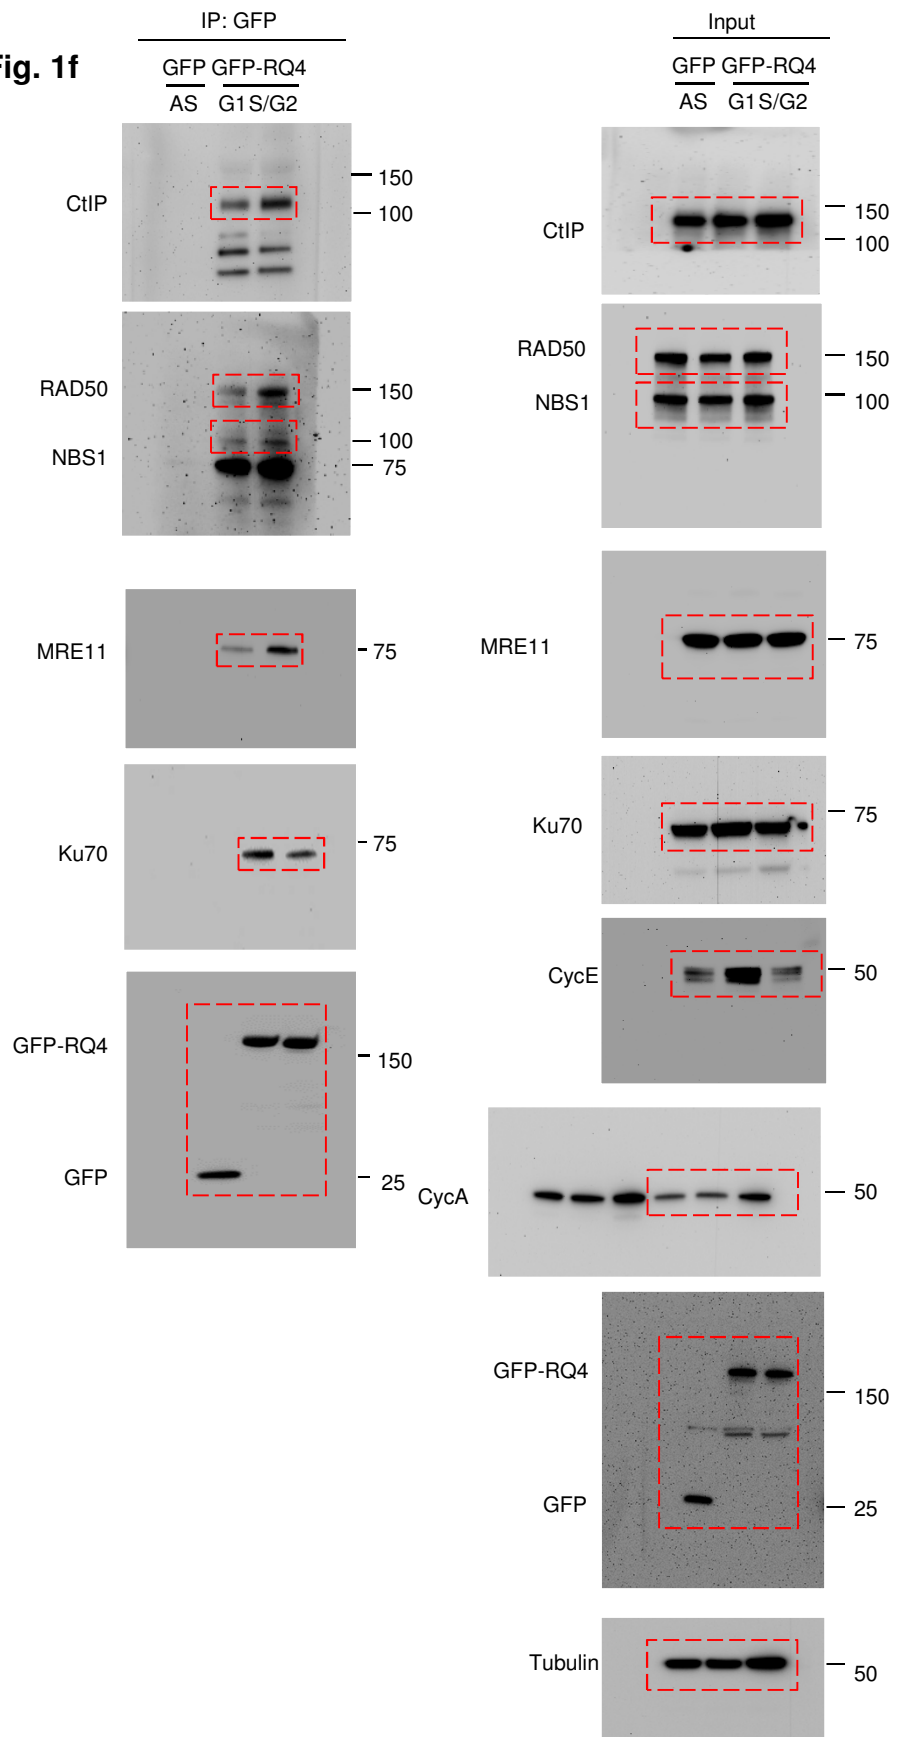 IP: GFP
Fig. 1f
GFP GFP-RQ4
AS G1 S/G2
CtIP
150
100
RAD50
150
100
NBS1
75
MRE11
75
Ku70
75
GFP-RQ4
150
GFP
25
Input
GFP GFP-RQ4
AS G1 S/G2
CtIP
150
100
RAD50
150
NBS1
100
MRE11
75
Ku70
75
CycE
50
CycA
50
GFP-RQ4
150
GFP
25
Tubulin
50